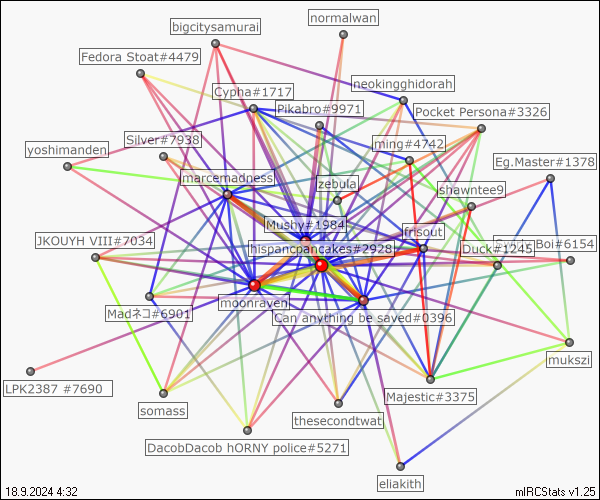 normalwan
bigcitysamurai
Fedora Stoat#4479
neokingghidorah
Cypha#1717
Pikabro#9971
Pocket Persona#3326
Silver#7938
ming#4742
yoshimanden
Eg.Master#1378
marcemadness
zebula
shawntee9
Mushy#1984
frisout
JKOUYH VIII#7034
hispancpancakes#2928
Duck#1245
Boi#6154
moonraven
Madネコ#6901
Can anything be saved#0396
mukszi
LPK2387 #7690
Majestic#3375
somass
thesecondtwat
DacobDacob hORNY police#5271
eliakith
18.9.2024 4:32
mIRCStats v1.25